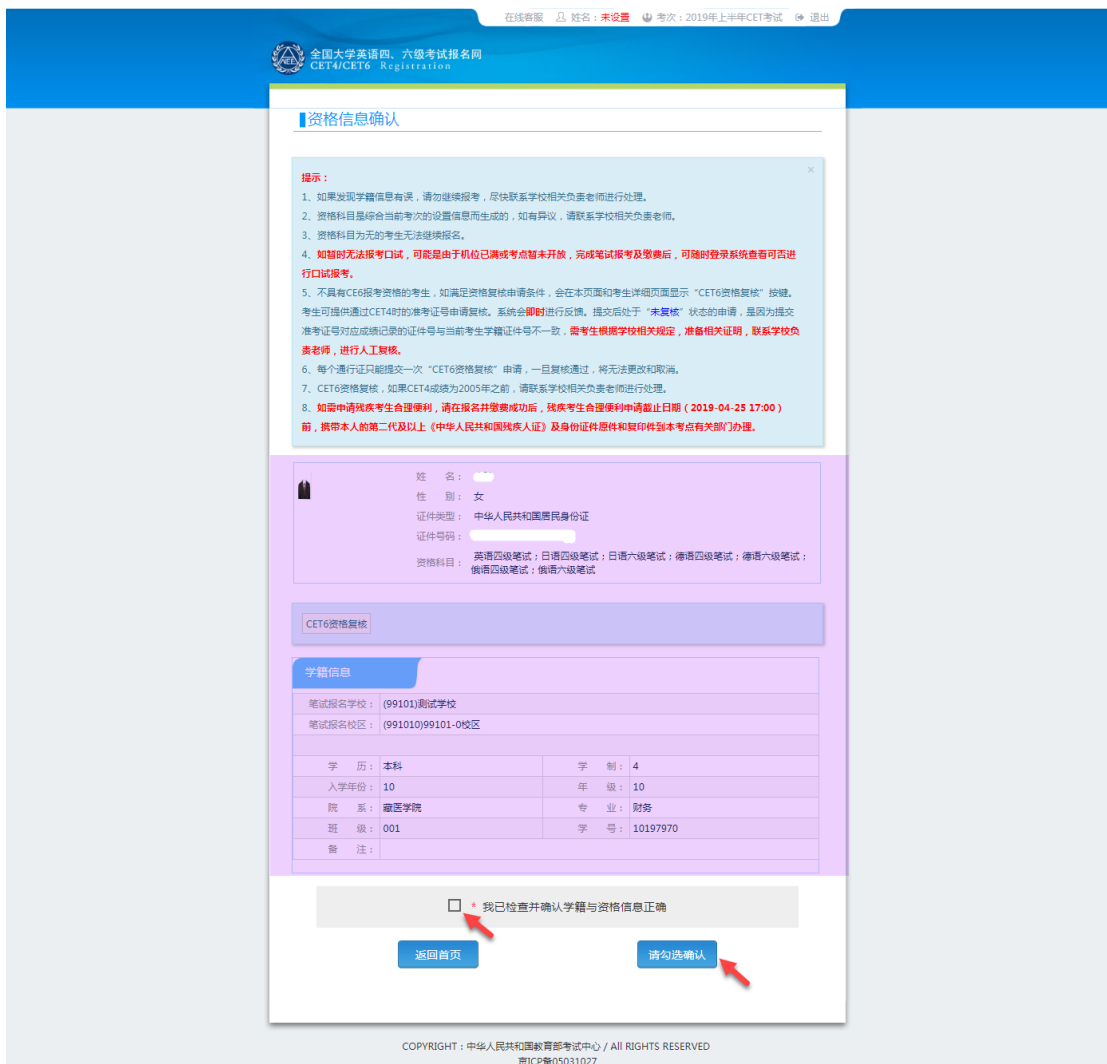 在线客服 姓名：未设置 考次：2019年上半年CET考试 退出
全国大学英语四、六级考试报名网
CET4/CET6 Registration
资格信息确认
提示：
×
1、如果发现学籍信息有误，请勿继续报考，尽快联系学校相关负责老师进行处理。
2、资格科目是综合当前考次的设置信息而生成的，如有异议，请联系学校相关负责老师。
3、资格科目为无的考生无法继续报名。
4、如暂时无法报考口试，可能是由于机位已满或考点暂未开放，完成笔试报考及缴费后，可随时登录系统查看可否进
行口试报考。
5、不具有CE6报考资格的考生，如满足资格复核申请条件，会在本页面和考生详细页面显示“CET6资格复核”按键。
考生可提供通过CET4时的准考证号申请复核。系统会即时进行反馈。提交后处于“未复核”状态的申请，是因为提交
准考证号对应成绩记录的证件号与当前考生学籍证件号不一致，需考生根据学校相关规定，准备相关证明，联系学校负
责老师，进行人工复核。
6、每个通行证只能提交一次“CET6资格复核”申请，一旦复核通过，将无法更改和取消。
7、CET6资格复核，如果CET4成绩为2005年之前，请联系学校相关负责老师进行处理。
8、如需申请残疾考生合理便利，请在报名并缴费成功后，残疾考生合理便利申请截止日期（2019-04-25 17:00）
前，携带本人的第二代及以上《中华人民共和国残疾人证》及身份证件原件和复印件到本考点有关部门办理。
姓 名：
性 别： 女
证件类型： 中华人民共和国居民身份证
证件号码：
资格科目： 英语四级笔试；日语四级笔试；日语六级笔试；德语四级笔试；德语六级笔试；
俄语四级笔试；俄语六级笔试
CET6资格复核
学籍信息
笔试报名学校： (99101)测试学校
笔试报名校区： (991010)99101-0校区
学 历： 本科 学 制： 4
入学年份： 10 年 级： 10
院 系： 藏医学院 专 业： 财务
班 级： 001 学 号： 10197970
备 注：
* 我已检查并确认学籍与资格信息正确
返回首页 请勾选确认
COPYRIGHT：中华人民共和国教育部考试中心 / All RIGHTS RESERVED
京ICP备05031027